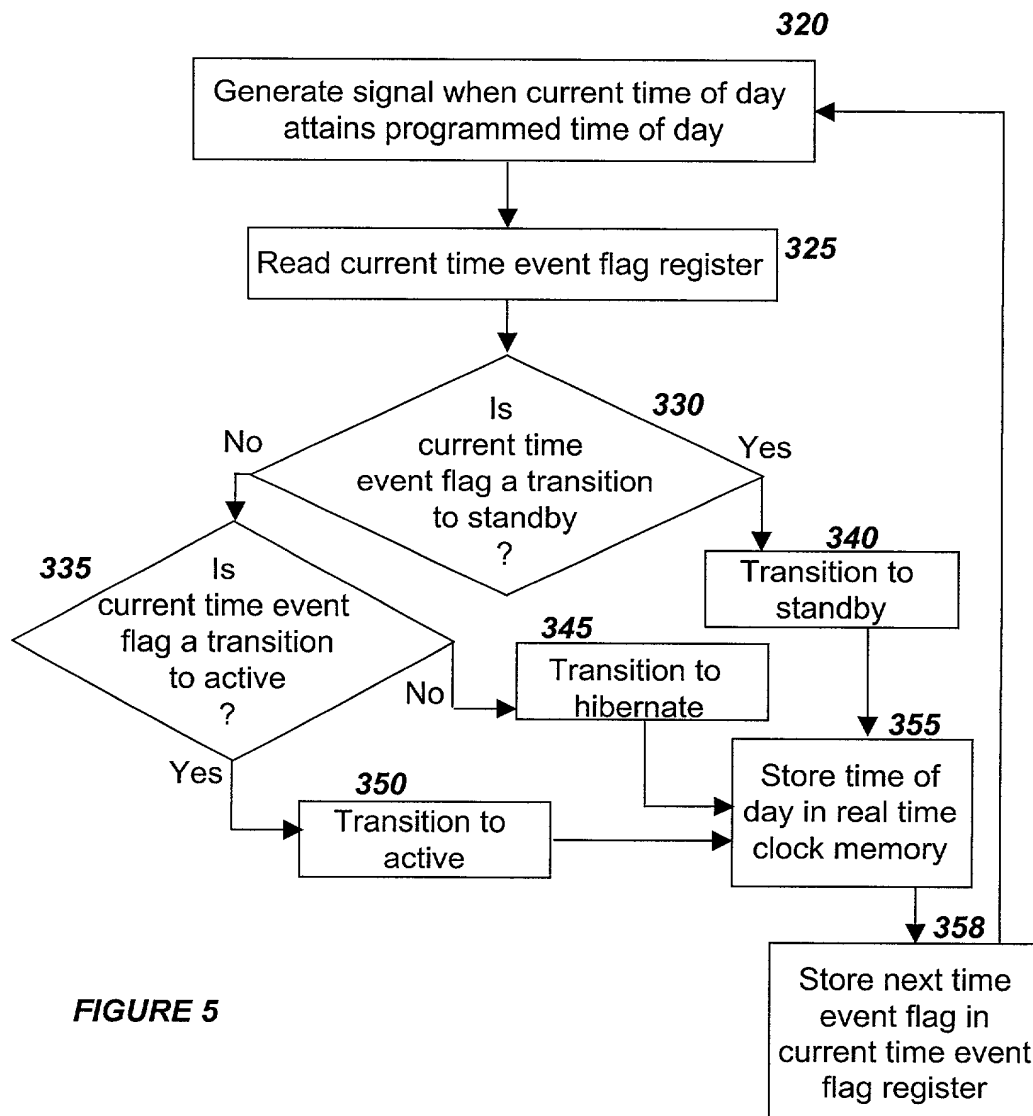 320
Generate signal when current time of day
attains programmed time of day
Read current time event flag register
325
Is
current time
event flag a transition
to standby
?
330
No
Yes
335
Is
current time event
flag a transition
to active
?
340
Transition to
standby
345
Transition to
hibernate
No
Yes
350
Transition to
active
355
Store time of
day in real time
clock memory
358
Store next time
event flag in
current time event
flag register
FIGURE 5